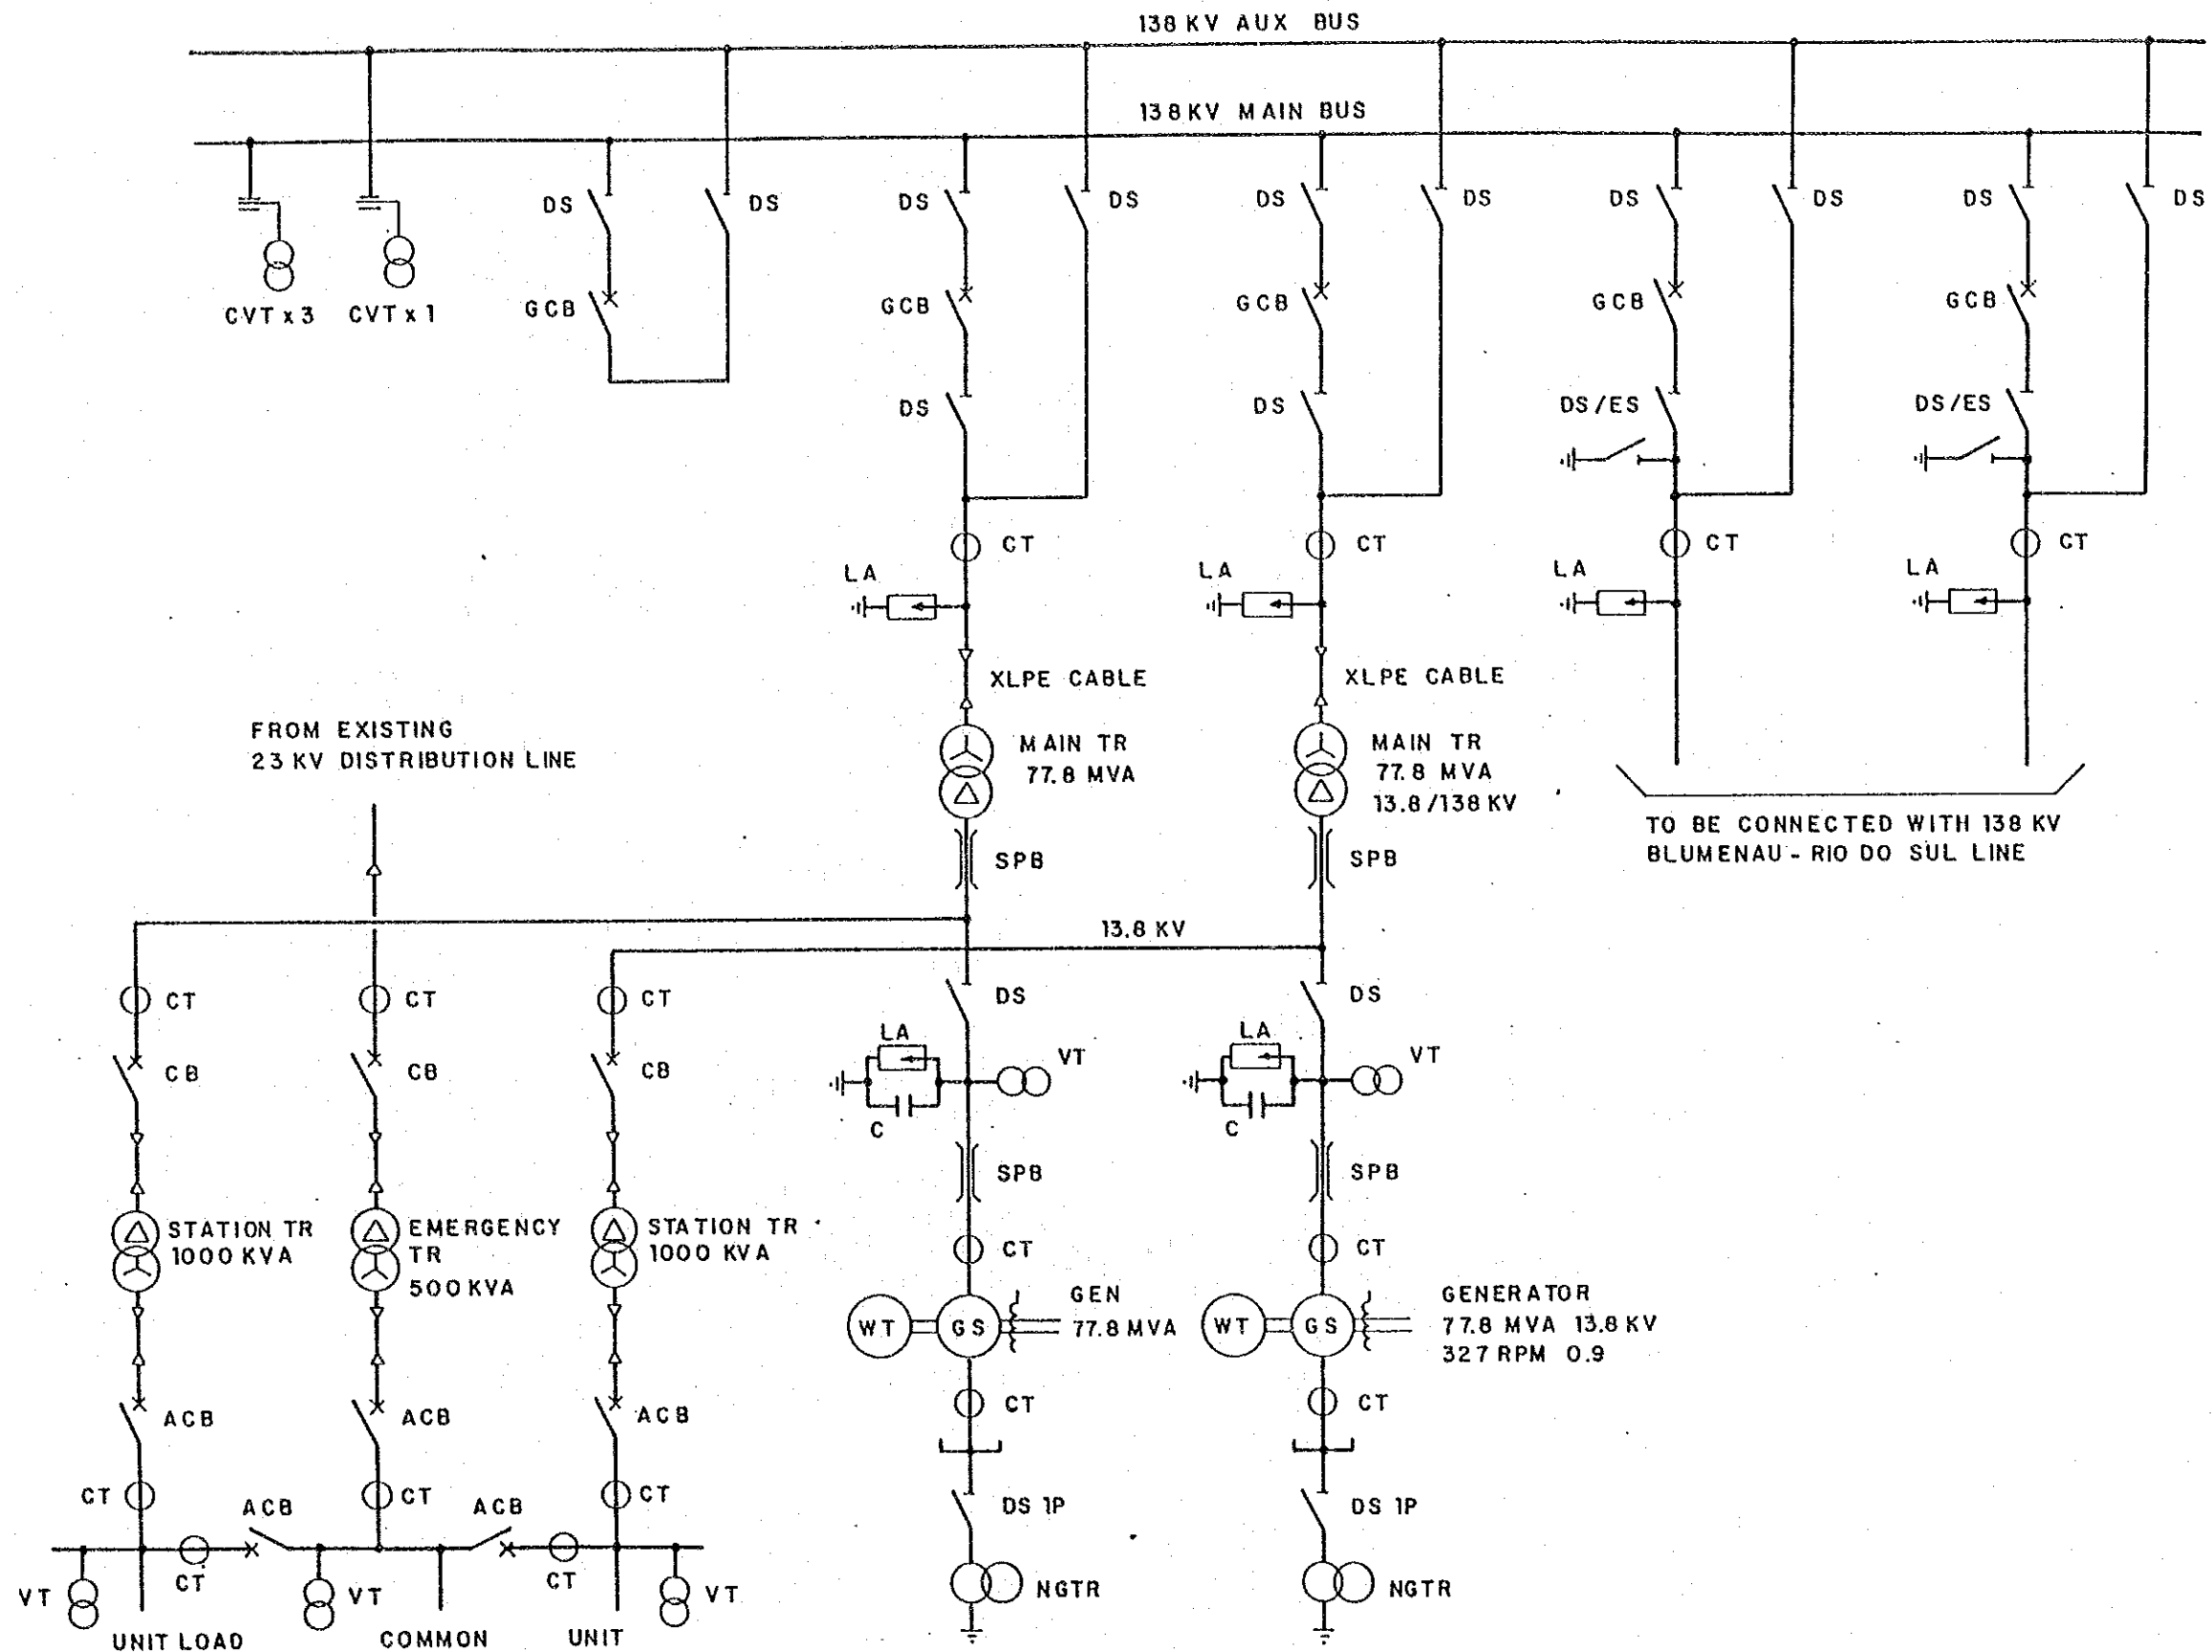 138 KV AUX BUS
138 KV MAIN BUS
DS
DS
DS
DS
DS
DS
DS
DS
DS
DS
GCB
GCB
GCB
GCB
GCB
CVT x 3
CVT x 1
DS
DS
DS/ES
DS/ES
CT
CT
CT
CT
LA
LA
LA
LA
XLPE CABLE
XLPE CABLE
FROM EXISTING
23 KV DISTRIBUTION LINE
MAIN TR
77.8 MVA
MAIN TR
77.8 MVA
13.8/138 KV
TO BE CONNECTED WITH 138 KV
BLUMENAU - RIO DO SUL LINE
SPB
SPB
13.8 KV
CT
CT
CT
DS
DS
LA
LA
VT
VT
CB
CB
CB
C
C
SPB
SPB
STATION TR
1000 KVA
EMERGENCY
TR
500 KVA
STATION TR
1000 KVA
CT
CT
WT
GS
GEN
77.8 MVA
WT
GS
GENERATOR
77.8 MVA 13.8 KV
327 RPM 0.9
ACB
ACB
ACB
CT
CT
CT
CT
CT
ACB
ACB
DS 1P
DS 1P
CT
CT
VT
VT
VT
NGTR
NGTR
UNIT LOAD
COMMON
UNIT